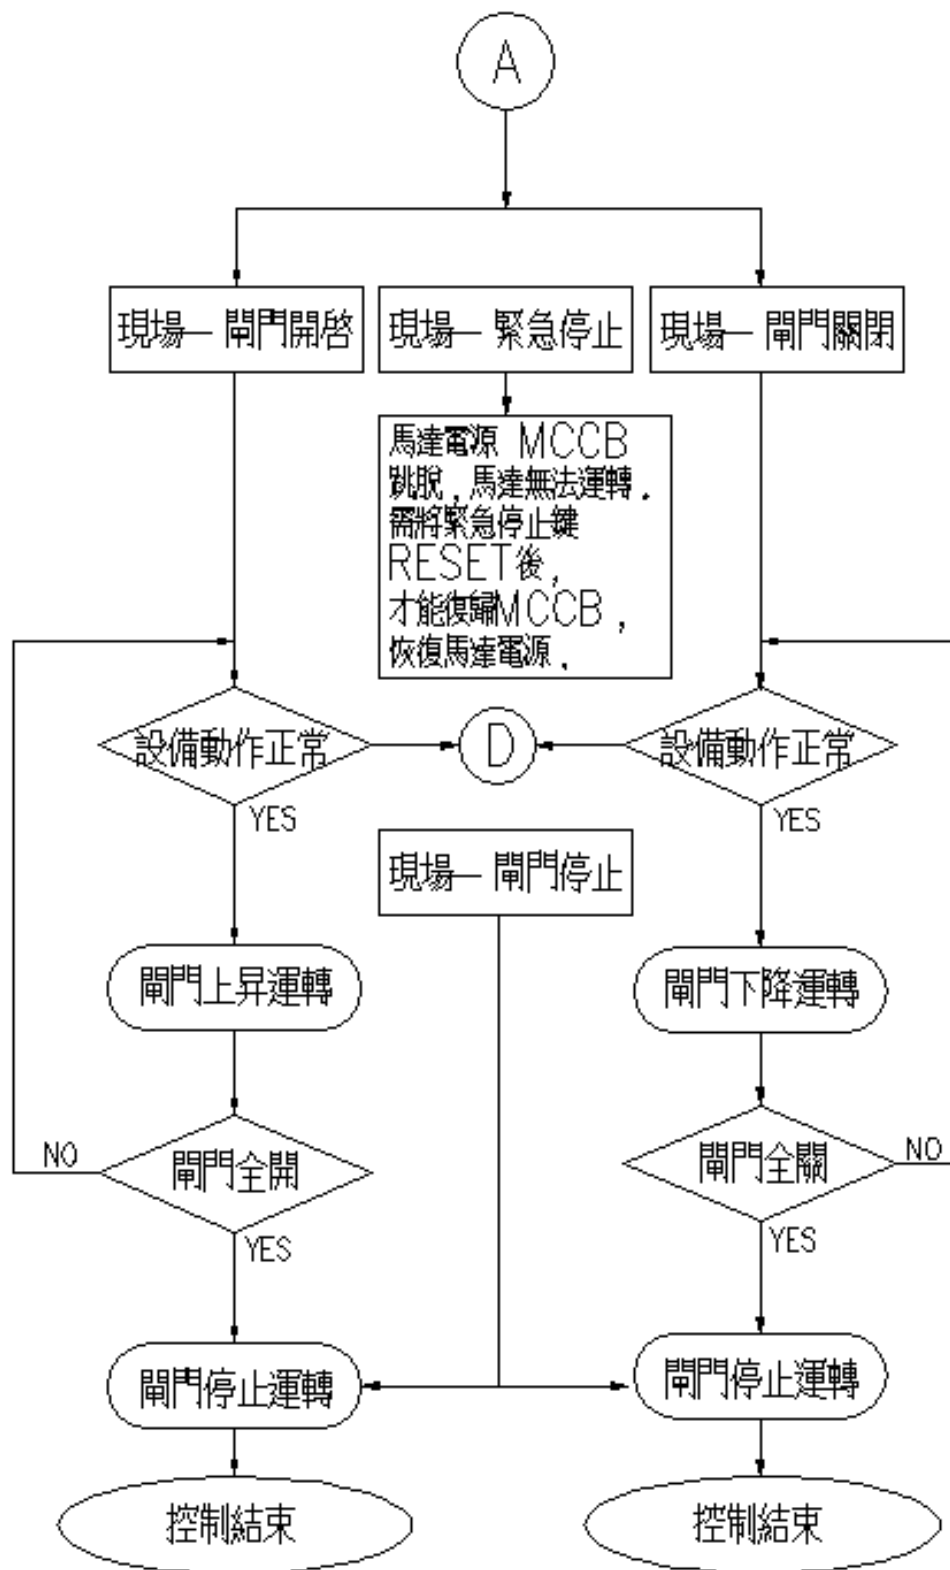 A
現場— 閘門開啓
現場— 緊急停止
現場— 閘門關閉
馬達電源 MCCB
跳脫，馬達無法運轉．
需將緊急停止鍵
RESET後，
才能復歸MCCB，
恢復馬達電源．
設備動作正常
D
設備動作正常
YES
YES
現場— 閘門停止
閘門上昇運轉
閘門下降運轉
NO
閘門全開
閘門全關
NO
YES
YES
閘門停止運轉
閘門停止運轉
控制結束
控制結束